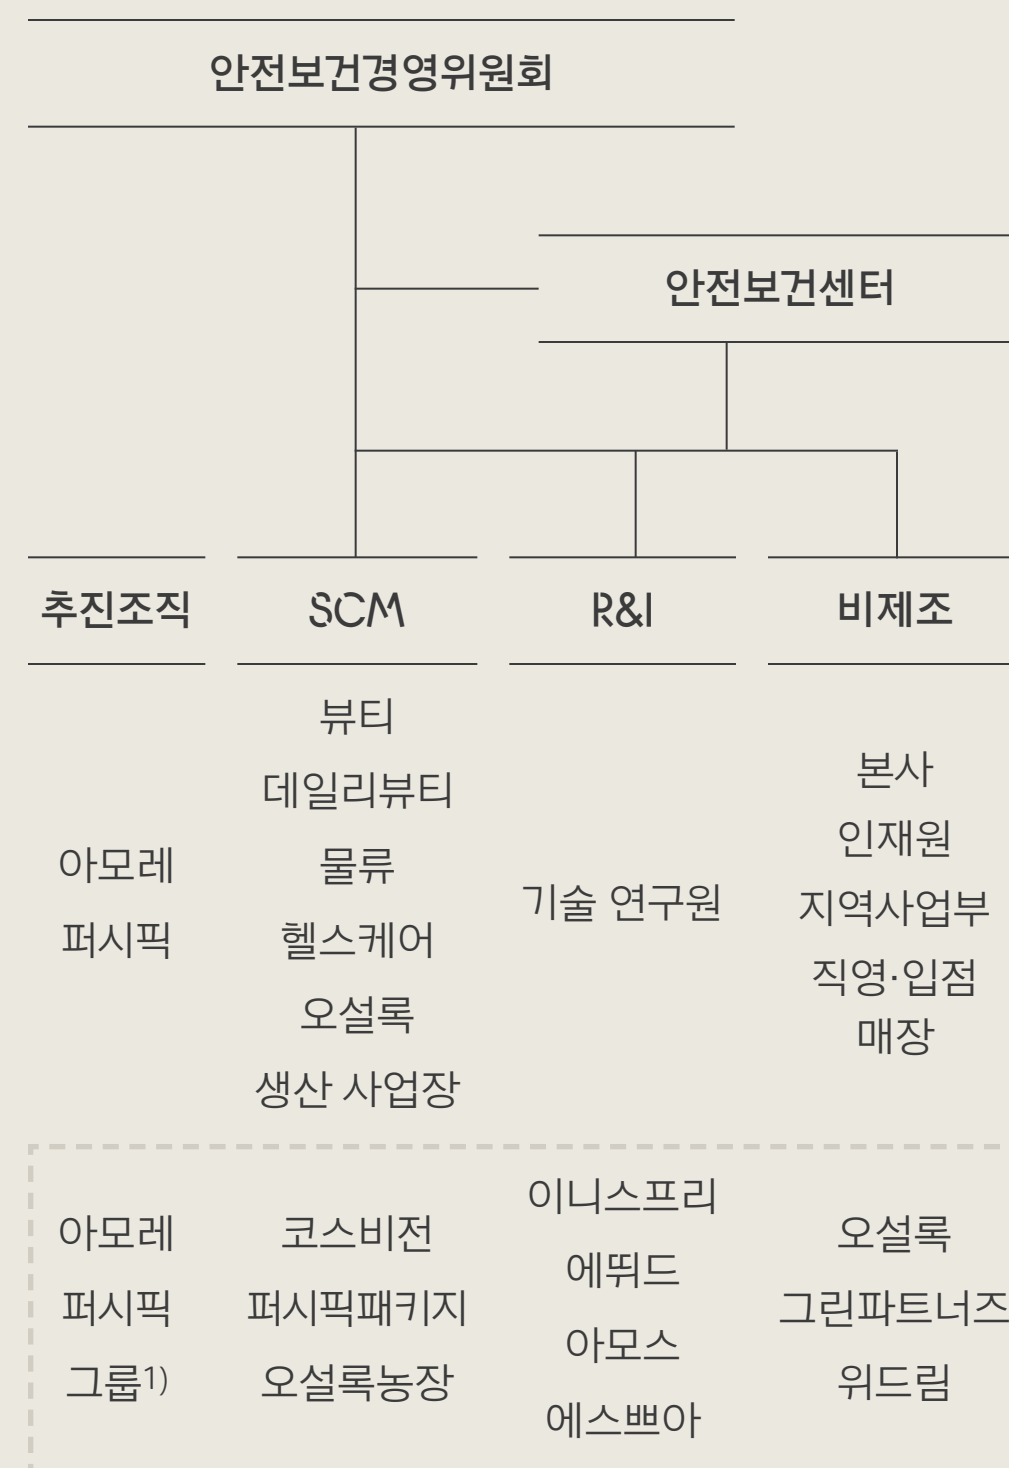 안전보건경영위원회
안전보건센터
추진조직
SCM
R&I
비제조
아모레
퍼시픽
뷰티
데일리뷰티
물류
헬스케어
오설록
생산 사업장
기술 연구원
본사
인재원
지역사업부
직영·입점
매장
아모레
퍼시픽
그룹1)
코스비전
퍼시픽패키지
오설록농장
이니스프리
에뛰드
아모스
에스쁘아
오설록
그린파트너즈
위드림